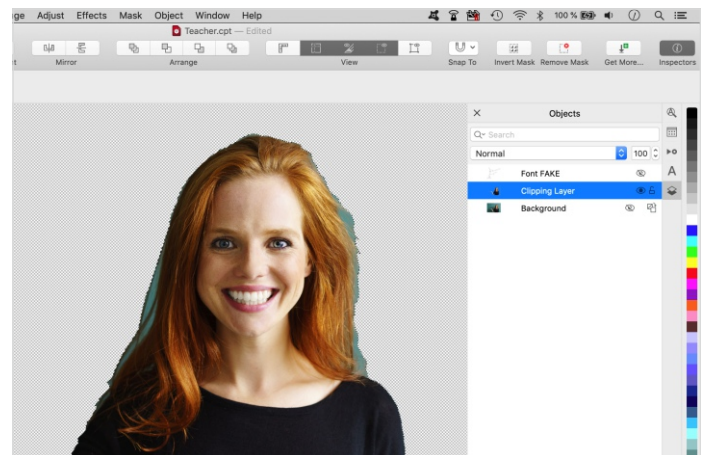 ge Adjust Effects Mask Object Window Help 100 %
Teacher.cpt — Edited
t Mirror Arrange View Snap To Invert Mask Remove Mask Get More... Inspectors
Objects
Search
Normal 100
Font FAKE
Clipping Layer
Background